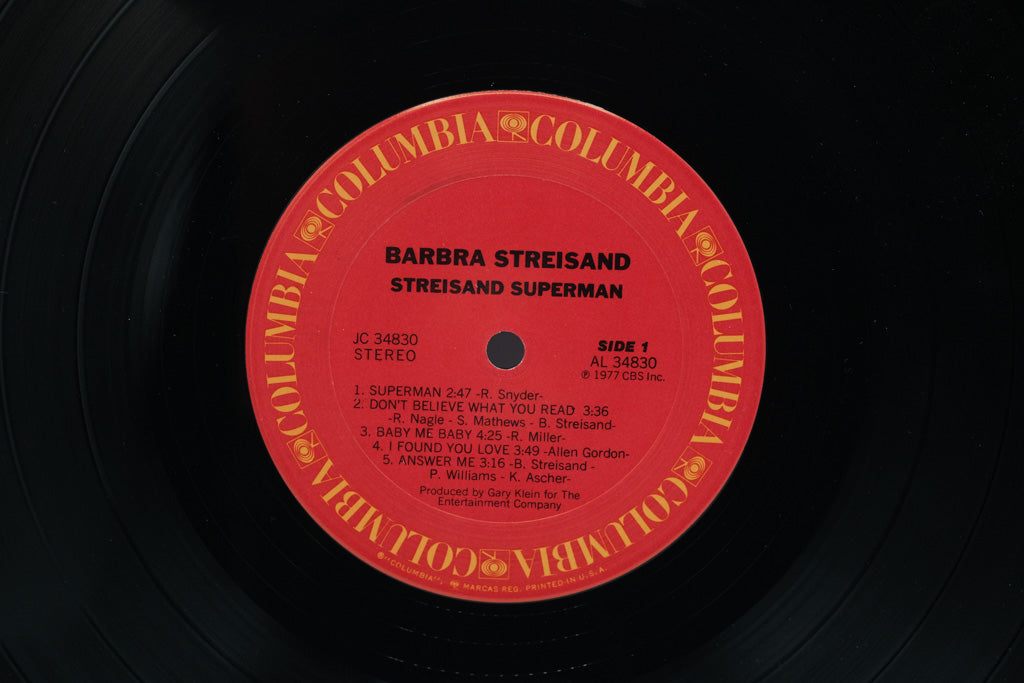 COLUMBIA COLUMBIA COLUMBIA COLUMBIA COLUMBIA COLUMBIA COLUMBIA
BARBRA STREISAND
STREISAND SUPERMAN
JC 34830
STEREO
SIDE 1
AL 34830
℗ 1977 CBS Inc.
1. SUPERMAN 2:47 -R. Snyder-
2. DON'T BELIEVE WHAT YOU READ 3:36
-R. Nagle - S. Mathews - B. Streisand-
3. BABY ME BABY 4:25 -R. Miller-
4. I FOUND YOU LOVE 3:49 -Allen Gordon-
5. ANSWER ME 3:16 -B. Streisand -
P. Williams - K. Ascher-
Produced by Gary Klein for The
Entertainment Company
®"COLUMBIA", MARCAS REG. PRINTED IN U.S.A.